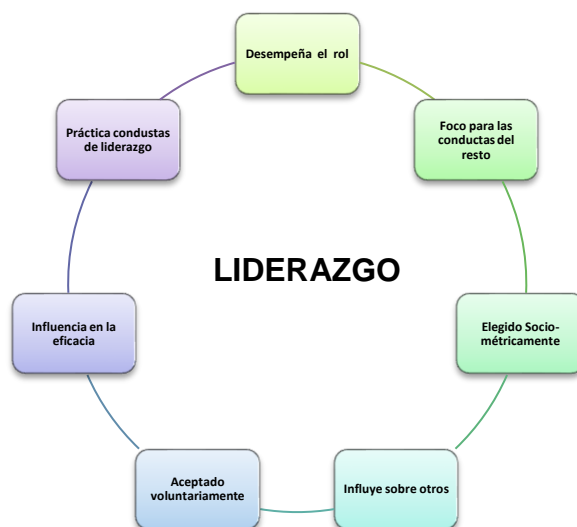 Desempeña el rol
Foco para las
conductas del
resto
Elegido Socio-
métricamente
Influye sobre otros
Aceptado
voluntariamente
Influencia en la
eficacia
Práctica condustas
de liderazgo
LIDERAZGO